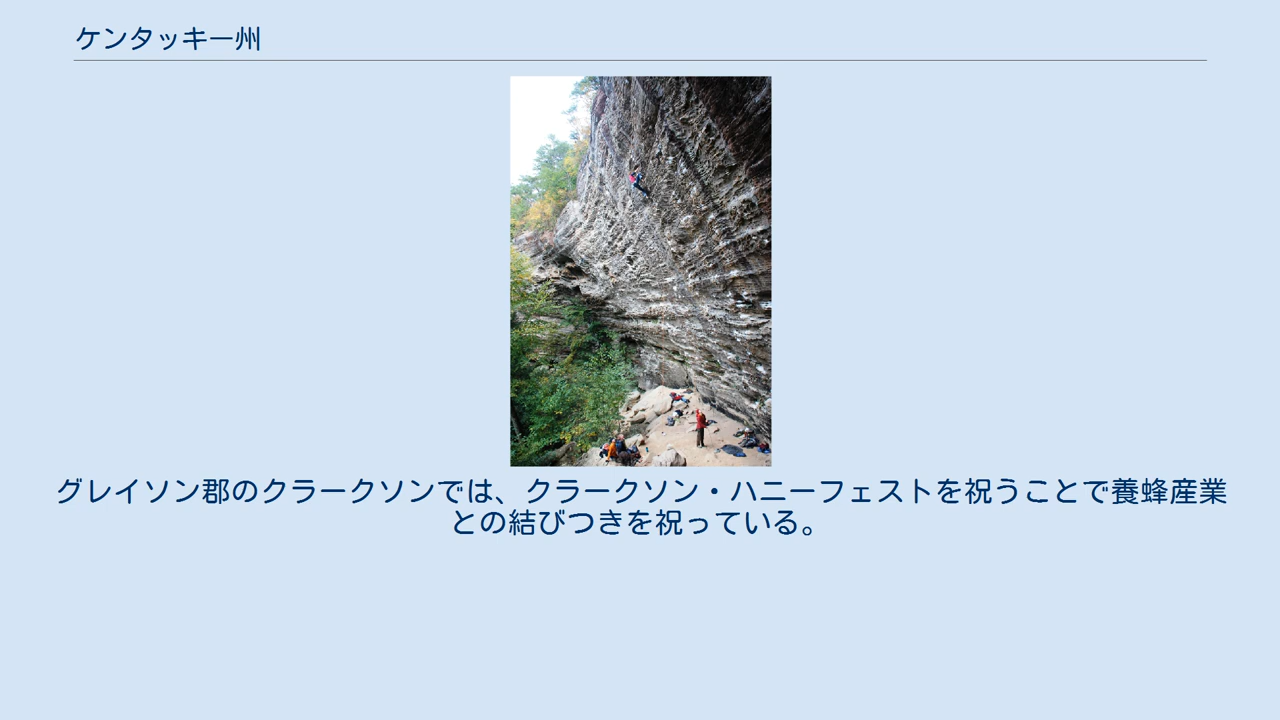 ケンタッキー州
グレイソン郡のクラークソンでは、クラークソン・ハニーフェストを祝うことで養蜂産業
との結びつきを祝っている。